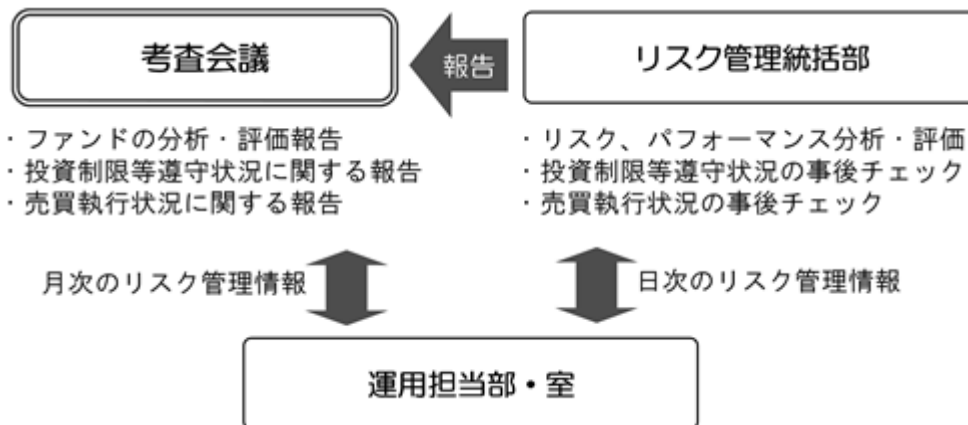 考査会議
報告
リスク管理統括部
・ファンドの分析・評価報告
・投資制限等遵守状況に関する報告
・売買執行状況に関する報告
・リスク、パフォーマンス分析・評価
・投資制限等遵守状況の事後チェック
・売買執行状況の事後チェック
月次のリスク管理情報
日次のリスク管理情報
運用担当部・室